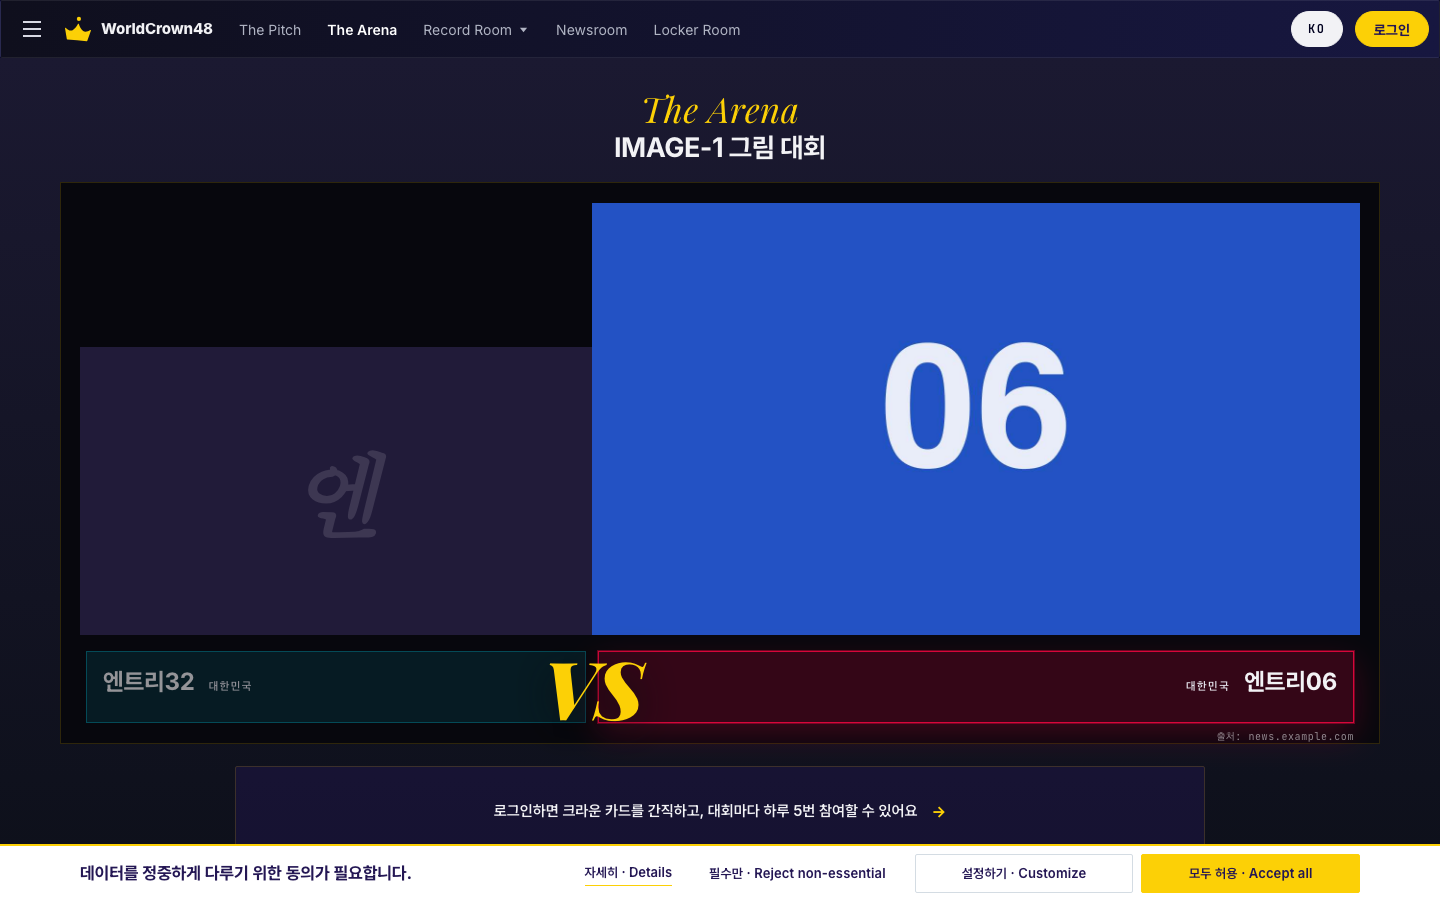 WorldCrown48
The Pitch
The Arena
Record Room
Newsroom
Locker Room
KO
로그인
The Arena
IMAGE-1 그림 대회
엔
06
엔트리32 대한민국
VS
대한민국 엔트리06
출처: news.example.com
로그인하면 크라운 카드를 간직하고, 대회마다 하루 5번 참여할 수 있어요 →
데이터를 정중하게 다루기 위한 동의가 필요합니다.
자세히 · Details
필수만 · Reject non-essential
설정하기 · Customize
모두 허용 · Accept all